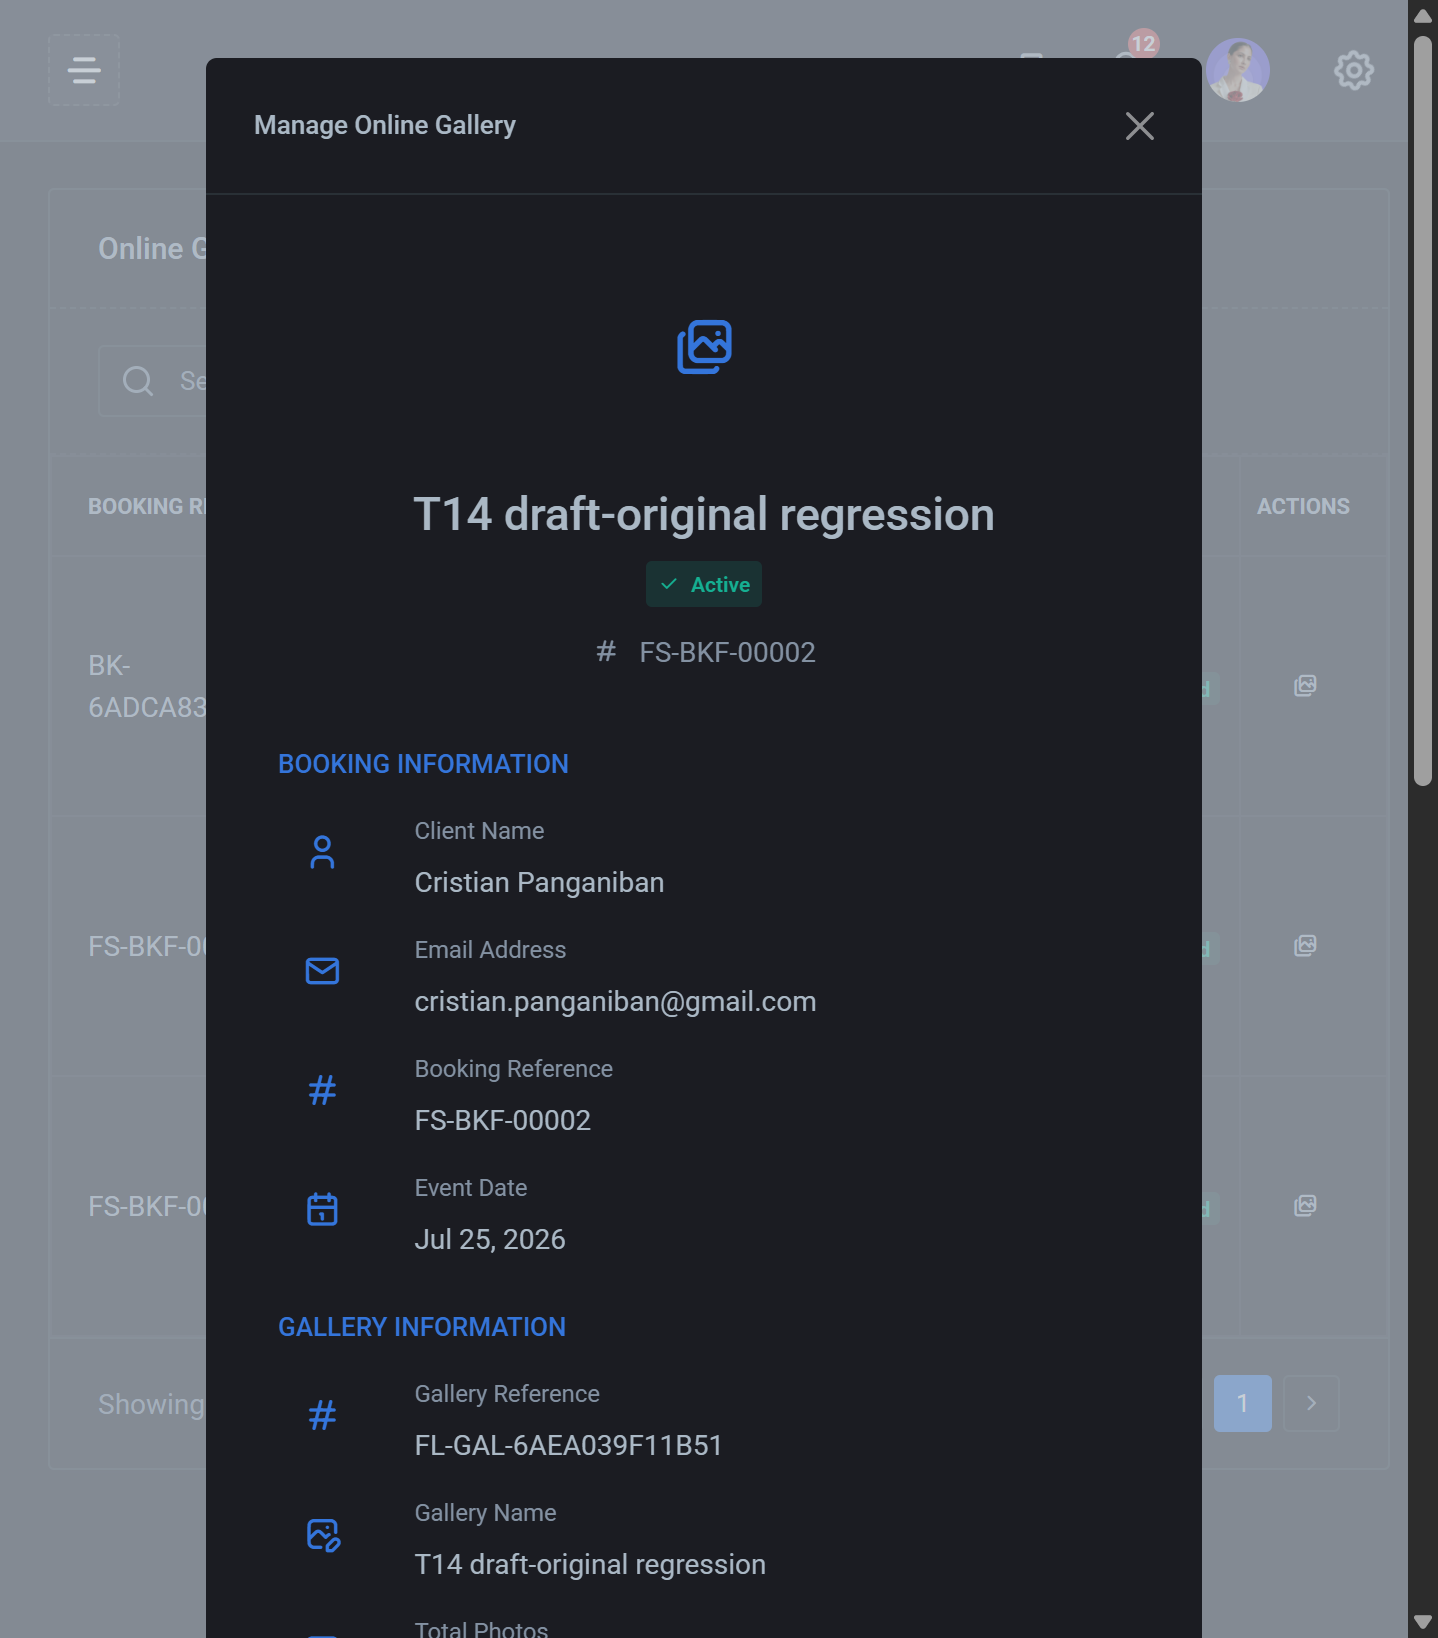 12
Manage Online Gallery
Online G
Se
BOOKING RE
ACTIONS
T14 draft-original regression
Active
# FS-BKF-00002
BK-
6ADCA83
BOOKING INFORMATION
Client Name
Cristian Panganiban
FS-BKF-00
Email Address
cristian.panganiban@gmail.com
Booking Reference
FS-BKF-00002
Event Date
Jul 25, 2026
FS-BKF-00
GALLERY INFORMATION
Gallery Reference
FL-GAL-6AEA039F11B51
Showing
1
Gallery Name
T14 draft-original regression
Total Photos